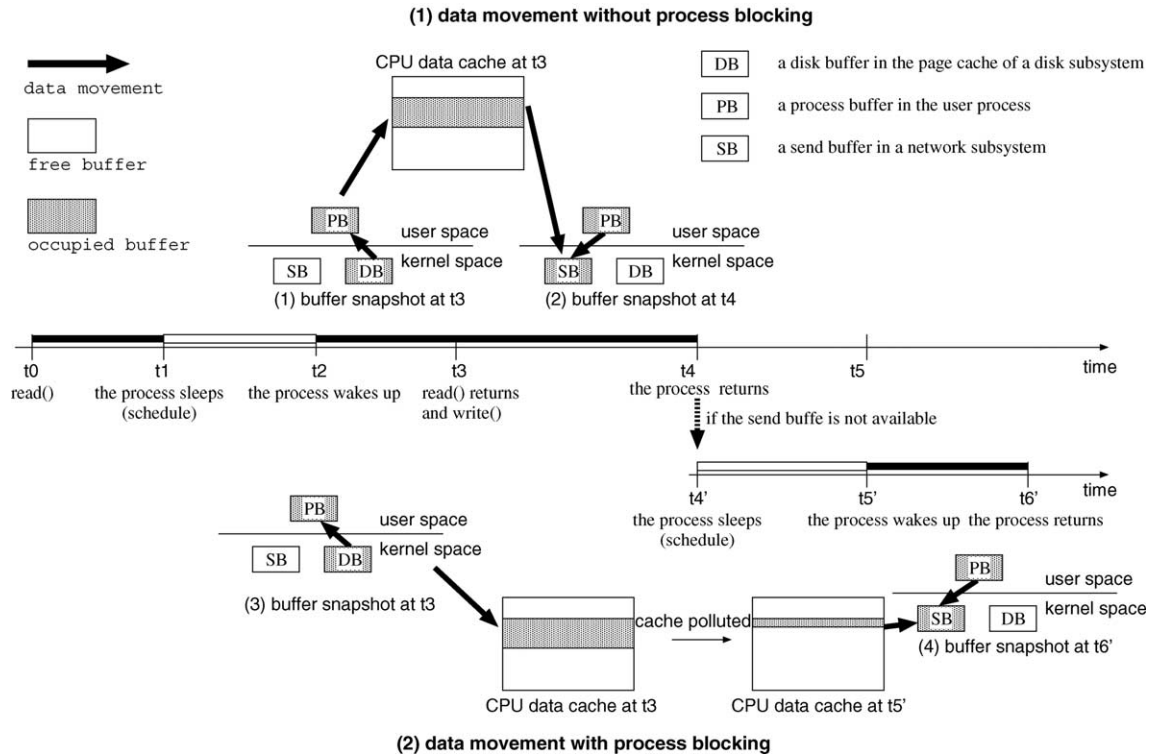 (1) data movement without process blocking
data movement
free buffer
occupied buffer
CPU data cache at t3
DB a disk buffer in the page cache of a disk subsystem
PB a process buffer in the user process
SB a send buffer in a network subsystem
PB
user space
kernel space
SB DB
(1) buffer snapshot at t3
PB
user space
kernel space
SB DB
(2) buffer snapshot at t4
t0 t1 t2 t3 t4 t5 time
read()
the process sleeps
(schedule)
the process wakes up
read() returns
and write()
the process returns
if the send buffe is not available
t4' t5' t6' time
the process sleeps
(schedule)
the process wakes up
the process returns
PB
user space
kernel space
SB DB
(3) buffer snapshot at t3
CPU data cache at t3
cache polluted
CPU data cache at t5'
PB
user space
kernel space
SB DB
(4) buffer snapshot at t6'
(2) data movement with process blocking